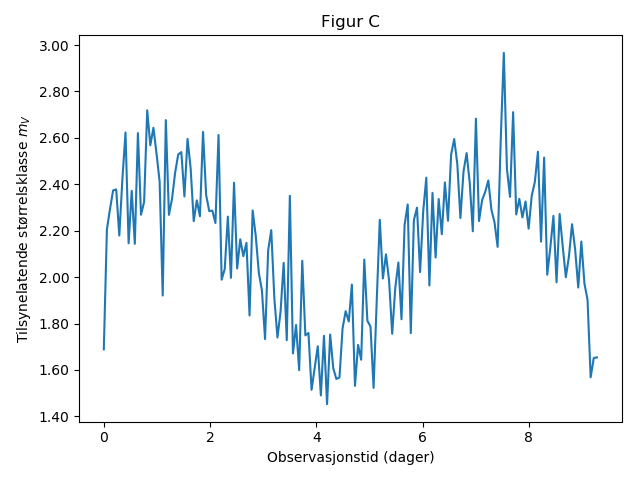 Figur C
Tilsynelatende størrelsesklasse $m_V$
3.00
2.80
2.60
2.40
2.20
2.00
1.80
1.60
1.40
0 2 4 6 8
Observasjonstid (dager)